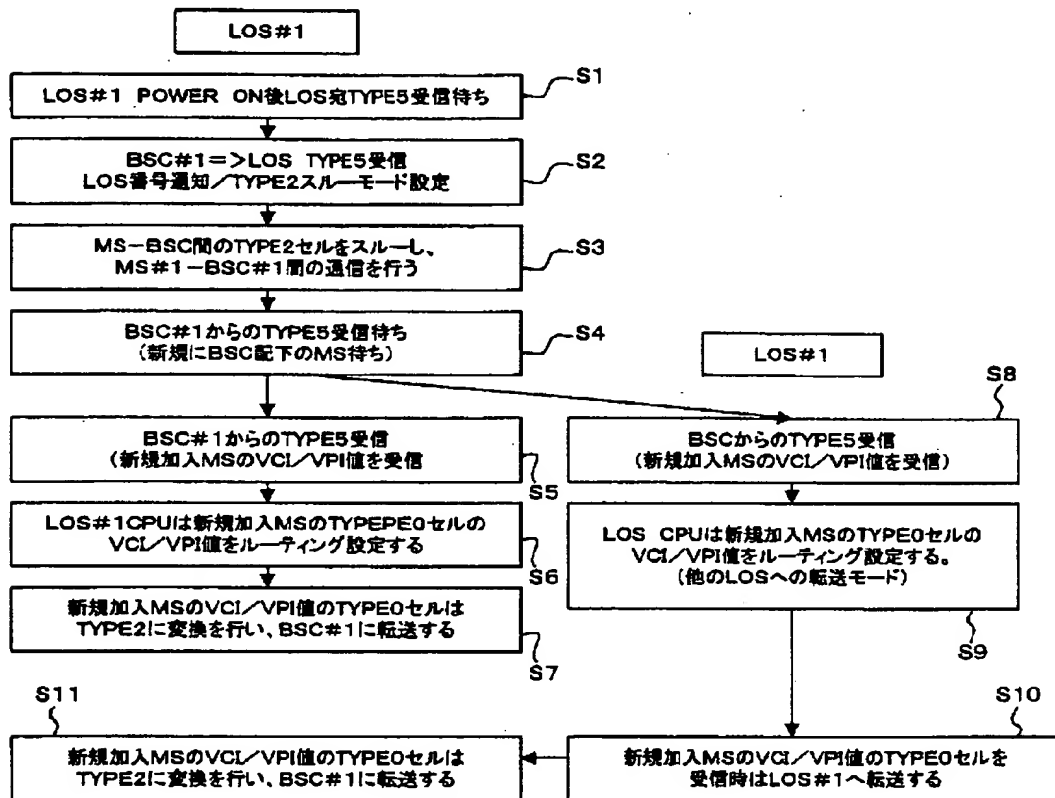 LOS#1
LOS#1 POWER ON後LOS宛TYPE5受信待ち
S1
BSC#1=>LOS TYPE5受信
LOS番号通知/TYPE2スルーモード設定
S2
MS-BSC間のTYPE2セルをスルーし、
MS#1-BSC#1間の通信を行う
S3
BSC#1からのTYPE5受信待ち
(新規にBSC配下のMS待ち)
S4
BSC#1からのTYPE5受信
(新規加入MSのVCI/VPI値を受信
S5
LOS#1CPUは新規加入MSのTYPEPE0セルの
VCI/VPI値をルーティング設定する
S6
新規加入MSのVCI/VPI値のTYPE0セルは
TYPE2に変換を行い、BSC#1に転送する
S7
LOS#1
S8
BSCからのTYPE5受信
(新規加入MSのVCI/VPI値を受信)
LOS CPUは新規加入MSのTYPE0セルの
VCI/VPI値をルーティング設定する。
(他のLOSへの転送モード)
S9
S10
新規加入MSのVCI/VPI値のTYPE0セルを
受信時はLOS#1へ転送する
S11
新規加入MSのVCI/VPI値のTYPE0セルは
TYPE2に変換を行い、BSC#1に転送する